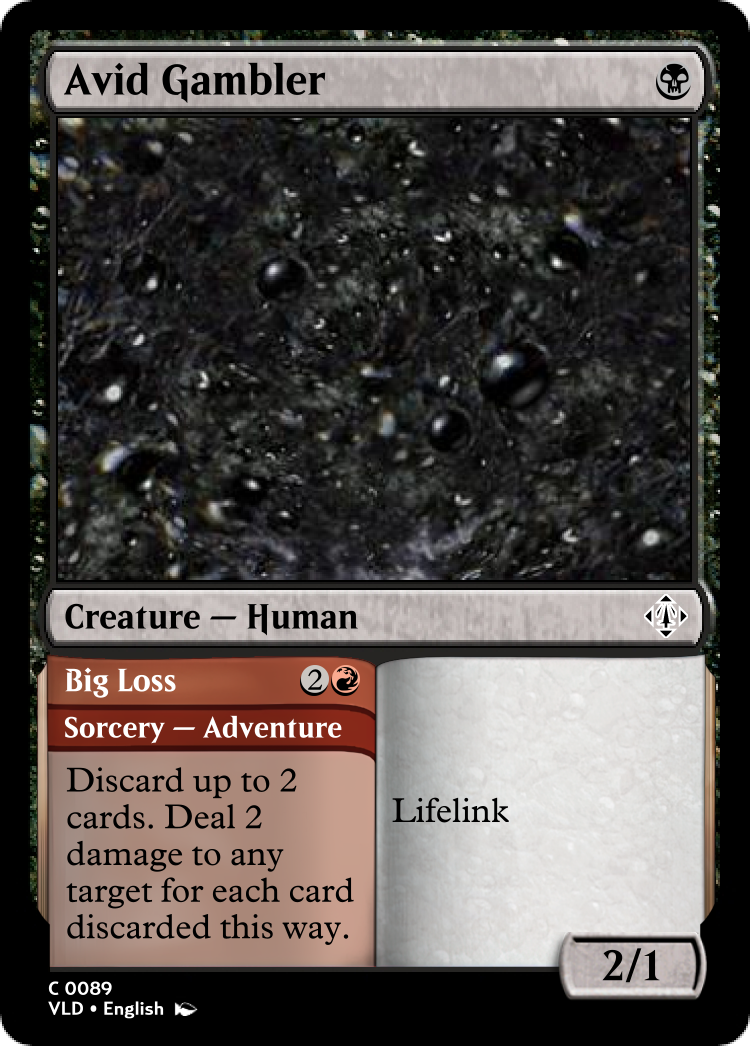 Avid Gambler
Creature — Human
Big Loss 2
Sorcery — Adventure
Discard up to 2
cards. Deal 2
damage to any
target for each card
discarded this way.
Lifelink
2/1
C 0089
VLD • English